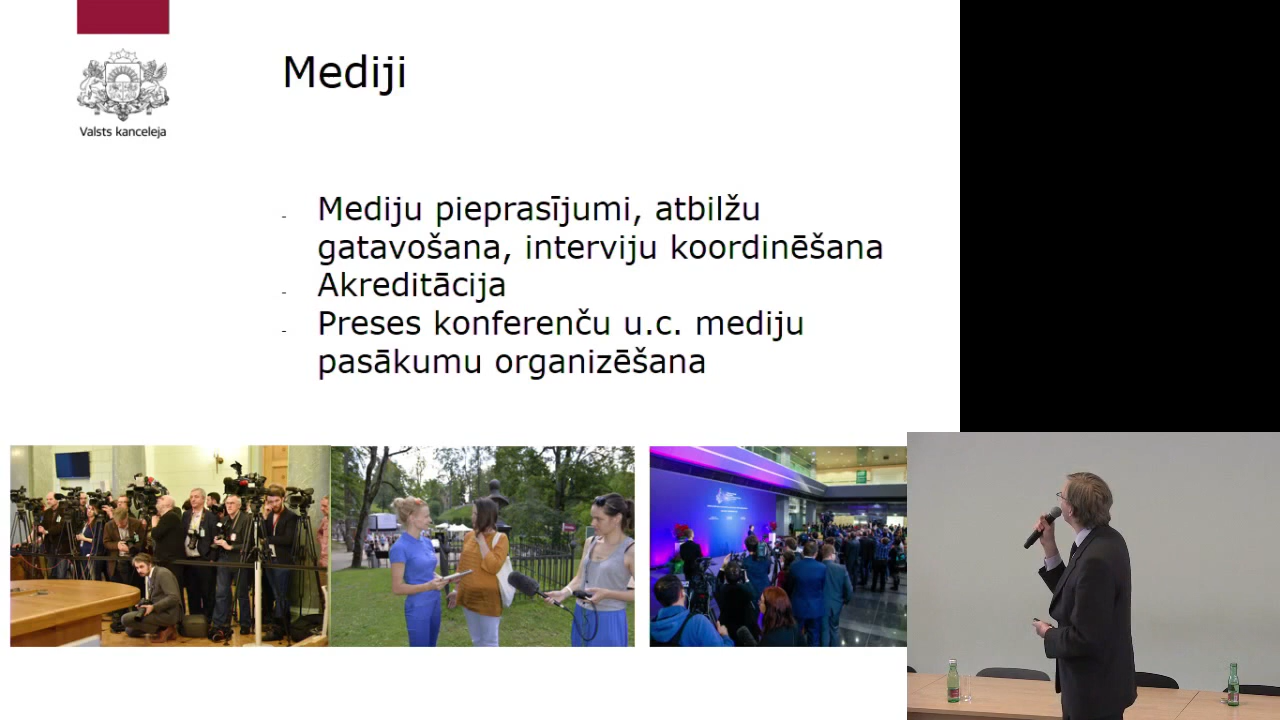 Valsts kanceleja
Mediji
- Mediju pieprasījumi, atbilžu
gatavošana, interviju koordinēšana
- Akreditācija
- Preses konferenču u.c. mediju
pasākumu organizēšana